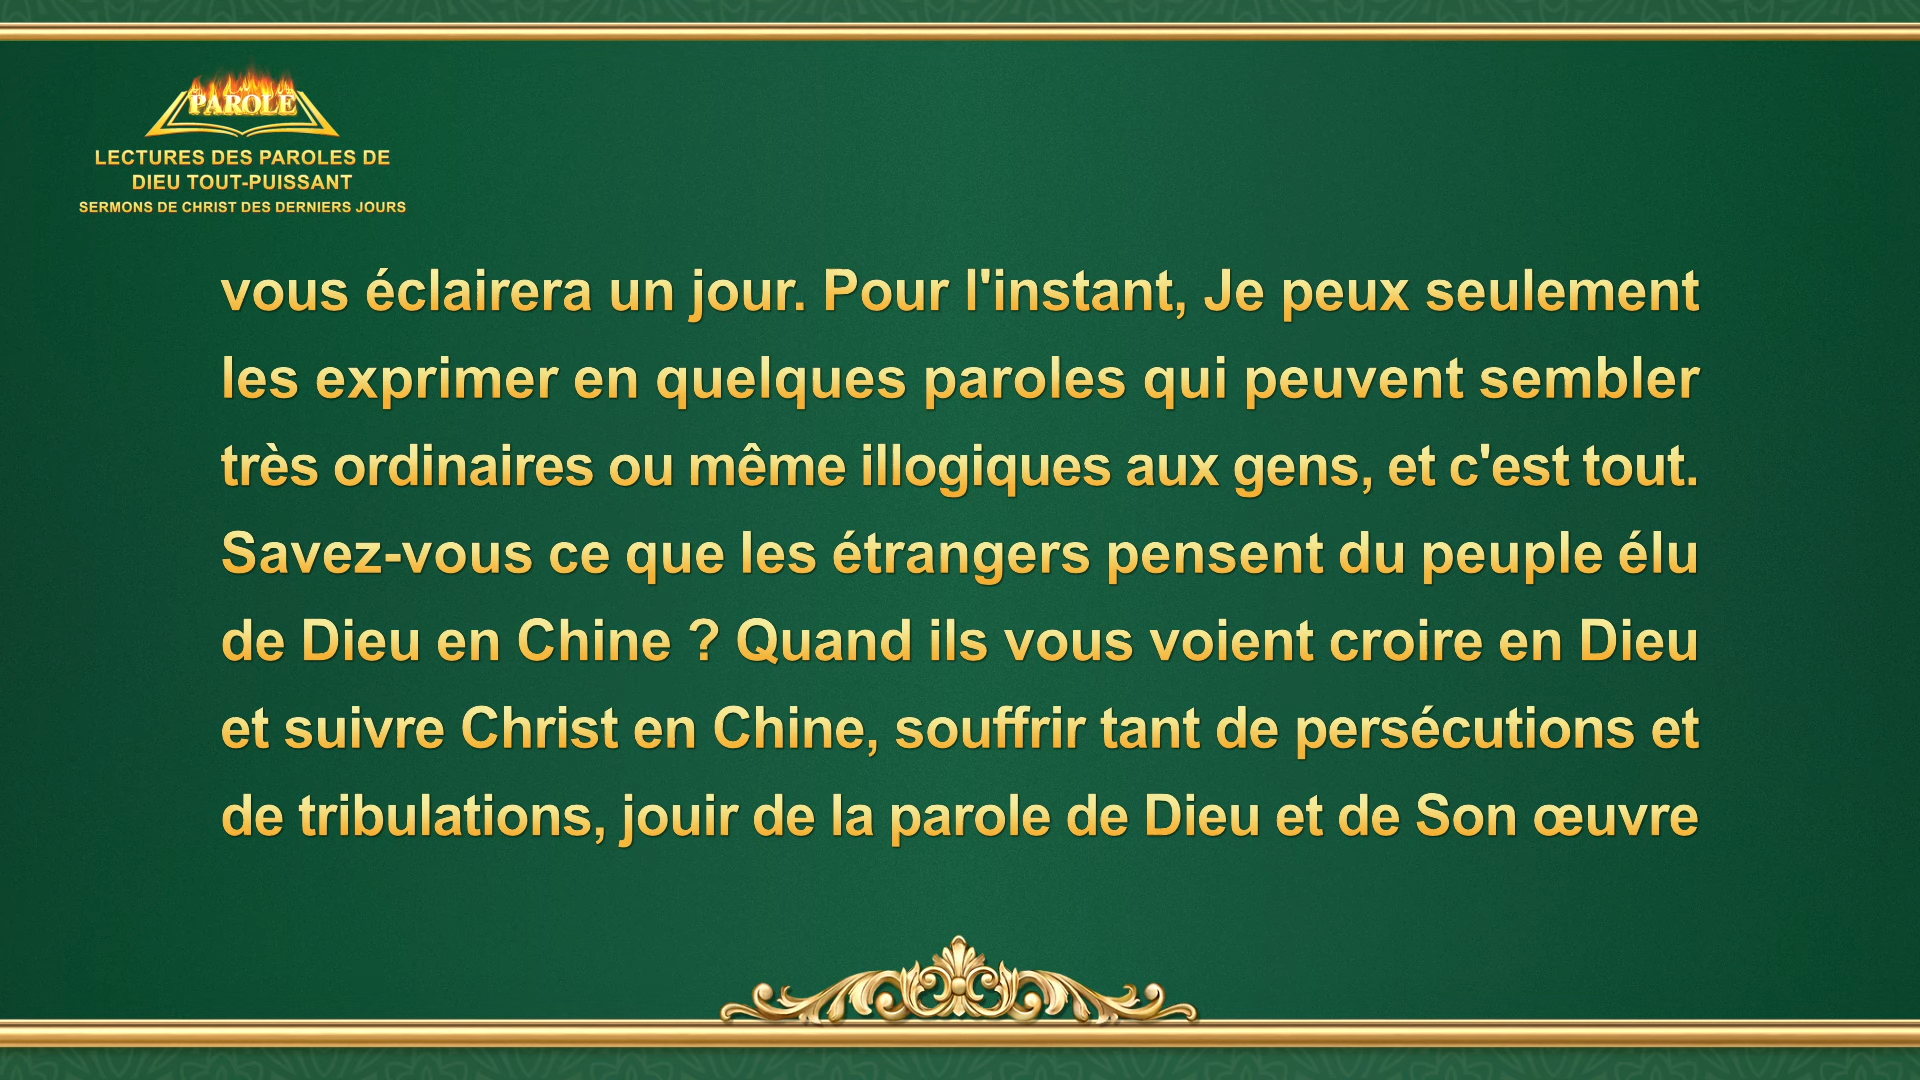 PAROLE
LECTURES DES PAROLES DE
DIEU TOUT-PUISSANT
SERMONS DE CHRIST DES DERNIERS JOURS
vous éclairera un jour. Pour l'instant, Je peux seulement
les exprimer en quelques paroles qui peuvent sembler
très ordinaires ou même illogiques aux gens, et c'est tout.
Savez-vous ce que les étrangers pensent du peuple élu
de Dieu en Chine ? Quand ils vous voient croire en Dieu
et suivre Christ en Chine, souffrir tant de persécutions et
de tribulations, jouir de la parole de Dieu et de Son œuvre